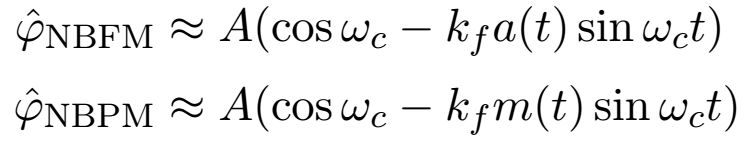 φ̂_NBFM ≈ A(cos ω_c − k_f a(t) sin ω_c t)
φ̂_NBPM ≈ A(cos ω_c − k_f m(t) sin ω_c t)